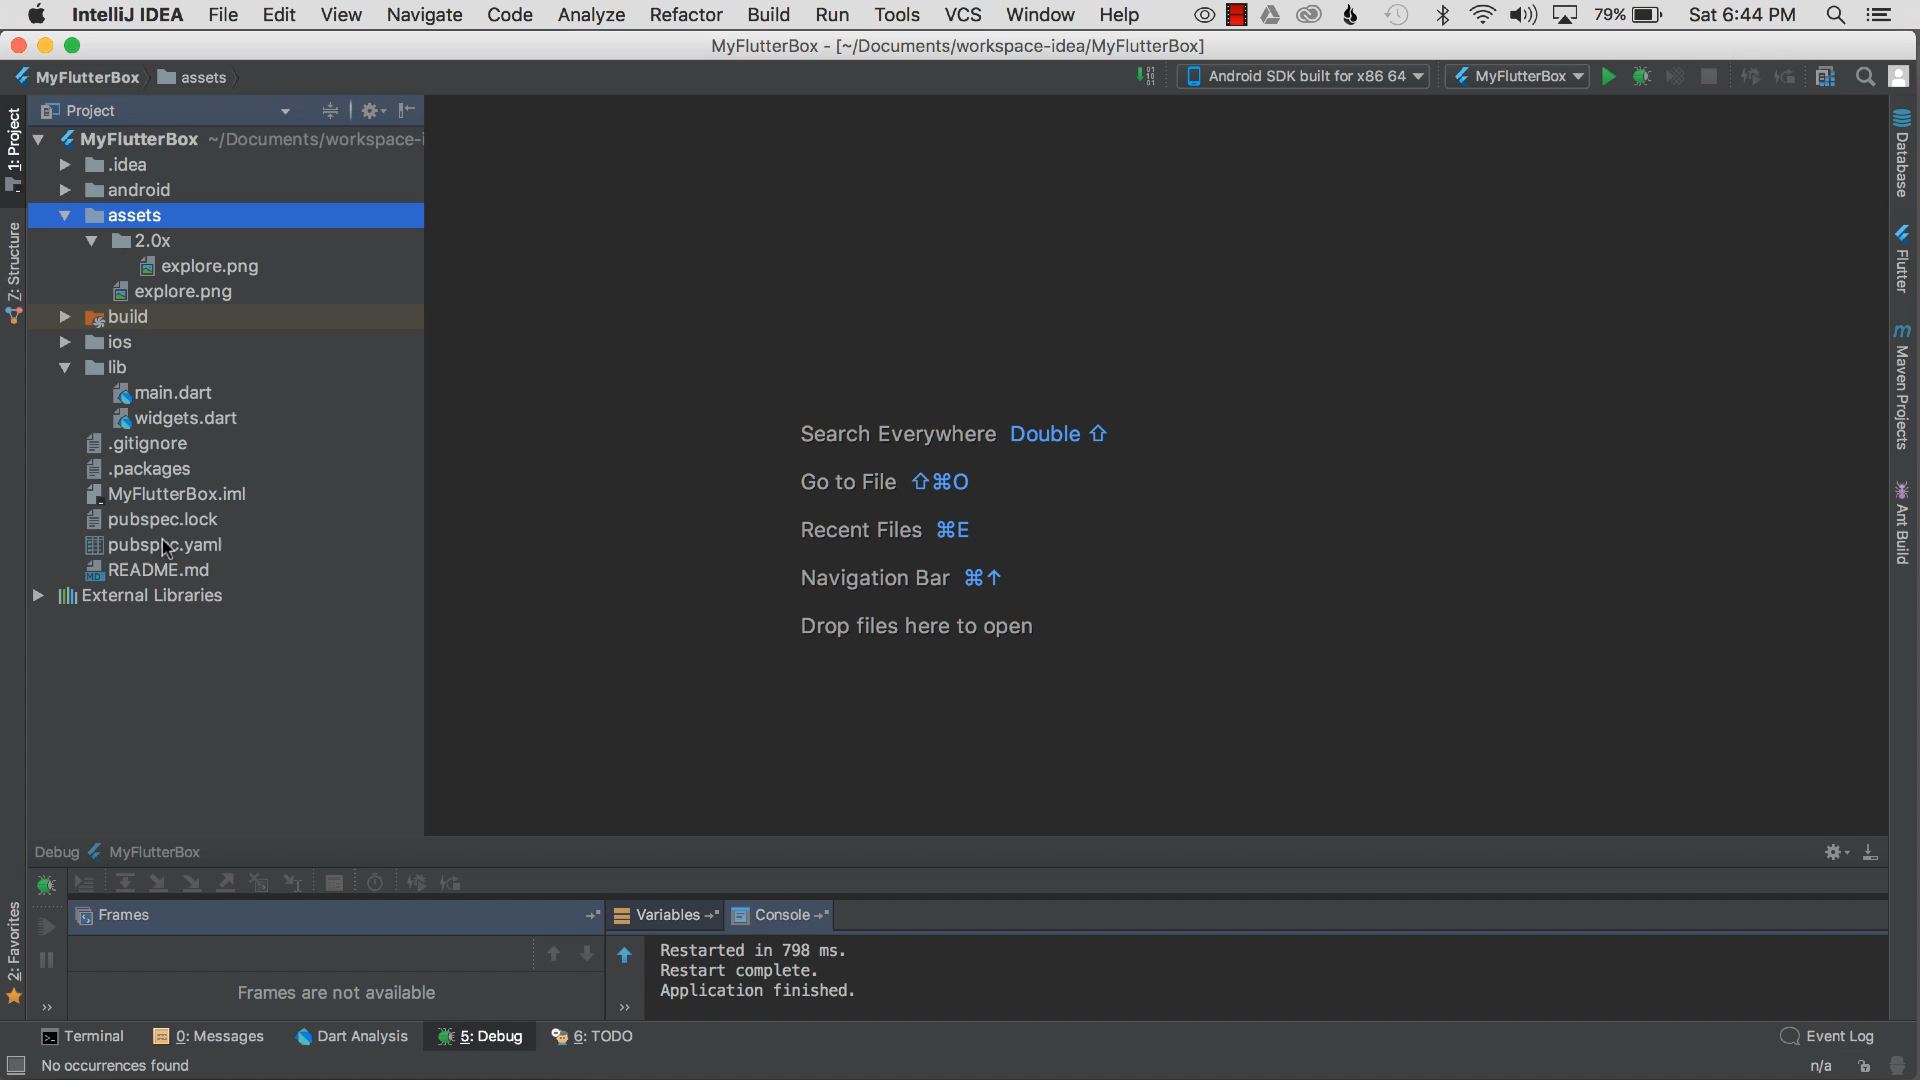 IntelliJ IDEA File Edit View Navigate Code Analyze Refactor Build Run Tools VCS Window Help 79% Sat 6:44 PM
MyFlutterBox - [~/Documents/workspace-idea/MyFlutterBox]
MyFlutterBox assets Android SDK built for x86 64 MyFlutterBox
Project
MyFlutterBox ~/Documents/workspace-i
.idea
android
assets
2.0x
explore.png
explore.png
build
ios
lib
main.dart
widgets.dart
.gitignore
.packages
MyFlutterBox.iml
pubspec.lock
pubspec.yaml
README.md
External Libraries
1: Project
7: Structure
2: Favorites
Search Everywhere Double ⇧
Go to File ⇧⌘O
Recent Files ⌘E
Navigation Bar ⌘↑
Drop files here to open
Database
Flutter
Maven Projects
Ant Build
Debug MyFlutterBox
Frames Variables Console
Frames are not available
Restarted in 798 ms.
Restart complete.
Application finished.
Terminal 0: Messages Dart Analysis 5: Debug 6: TODO Event Log
No occurrences found n/a